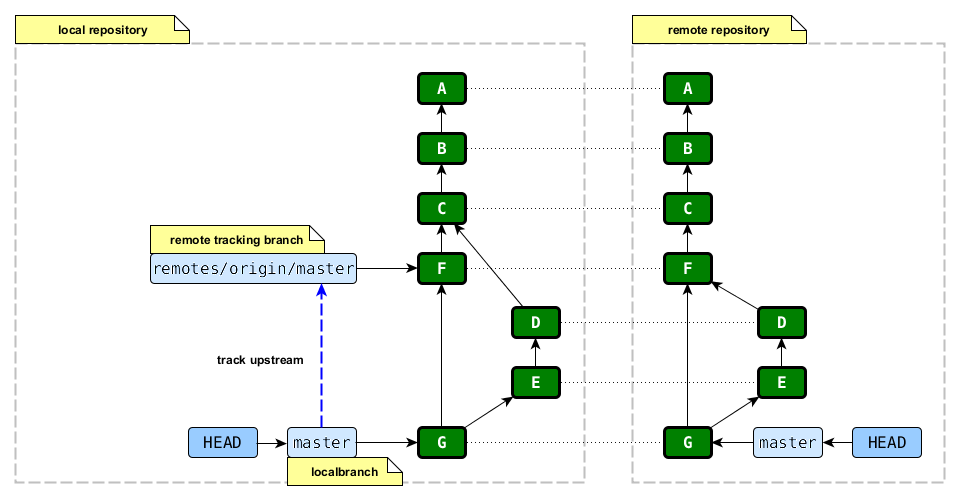 local repository
remote repository
A
A
B
B
C
C
remote tracking branch
remotes/origin/master
F
F
D
D
track upstream
E
E
HEAD
master
G
G
master
HEAD
localbranch